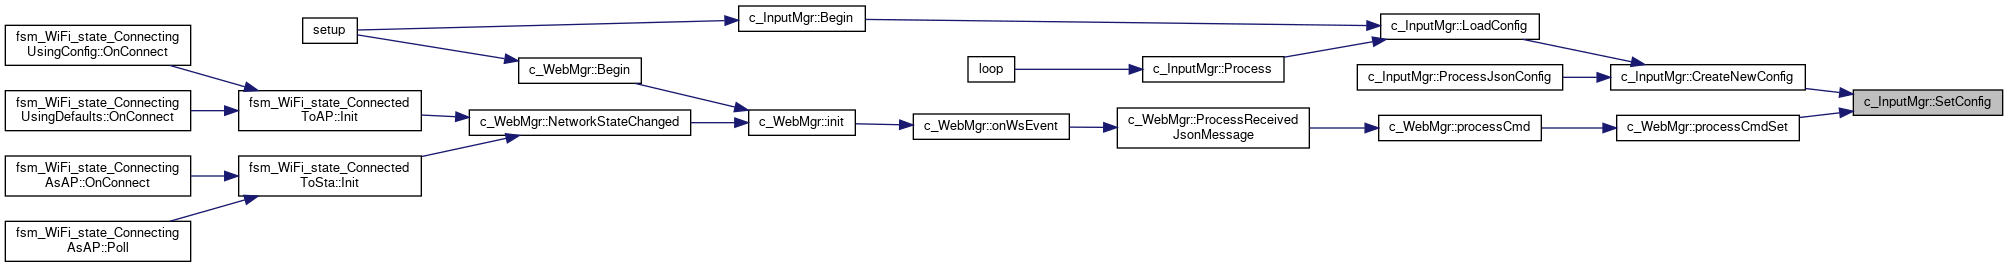 fsm_WiFi_state_Connecting
UsingConfig::OnConnect
fsm_WiFi_state_Connecting
UsingDefaults::OnConnect
fsm_WiFi_state_Connecting
AsAP::OnConnect
fsm_WiFi_state_Connecting
AsAP::Poll
setup
fsm_WiFi_state_Connected
ToAP::Init
fsm_WiFi_state_Connected
ToSta::Init
c_WebMgr::Begin
c_WebMgr::NetworkStateChanged
c_InputMgr::Begin
c_WebMgr::init
loop
c_WebMgr::onWsEvent
c_InputMgr::Process
c_WebMgr::ProcessReceived
JsonMessage
c_InputMgr::LoadConfig
c_InputMgr::ProcessJsonConfig
c_WebMgr::processCmd
c_InputMgr::CreateNewConfig
c_WebMgr::processCmdSet
c_InputMgr::SetConfig